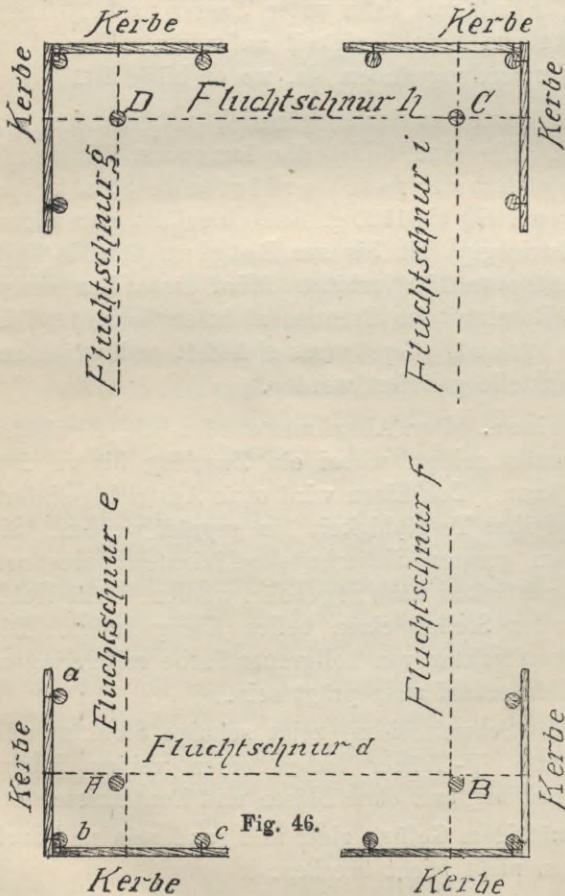 Kerbe Kerbe
Kerbe
Kerbe
D Fluchtschnur h C
Fluchtschnur g
Fluchtschnur i
Fluchtschnur e
Fluchtschnur f
a
Kerbe
Kerbe
Fluchtschnur d
A B
b c
Fig. 46.
Kerbe Kerbe